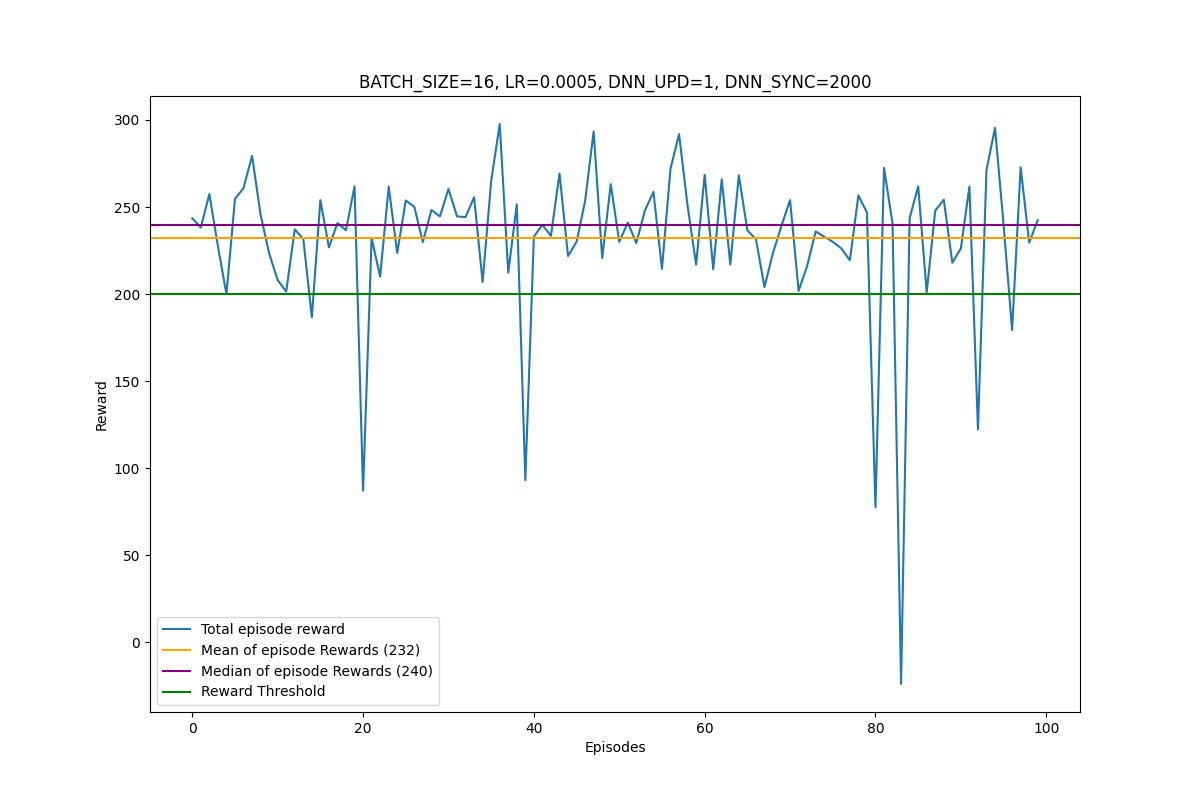 BATCH_SIZE=16, LR=0.0005, DNN_UPD=1, DNN_SYNC=2000
300
250
200
150
100
50
0
Reward
Total episode reward
Mean of episode Rewards (232)
Median of episode Rewards (240)
Reward Threshold
0 20 40 60 80 100
Episodes